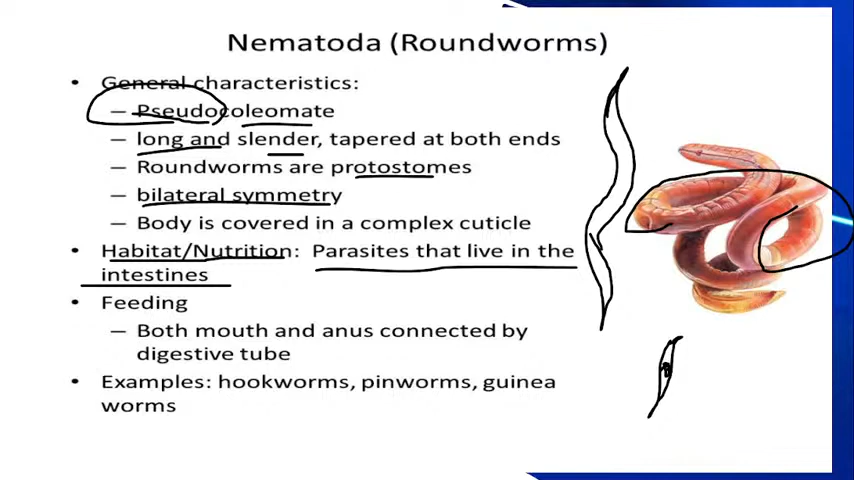 Nematoda (Roundworms)
• General characteristics:
– Pseudocoleomate
– long and slender, tapered at both ends
– Roundworms are protostomes
– bilateral symmetry
– Body is covered in a complex cuticle
• Habitat/Nutrition: Parasites that live in the
intestines
• Feeding
– Both mouth and anus connected by
digestive tube
• Examples: hookworms, pinworms, guinea
worms